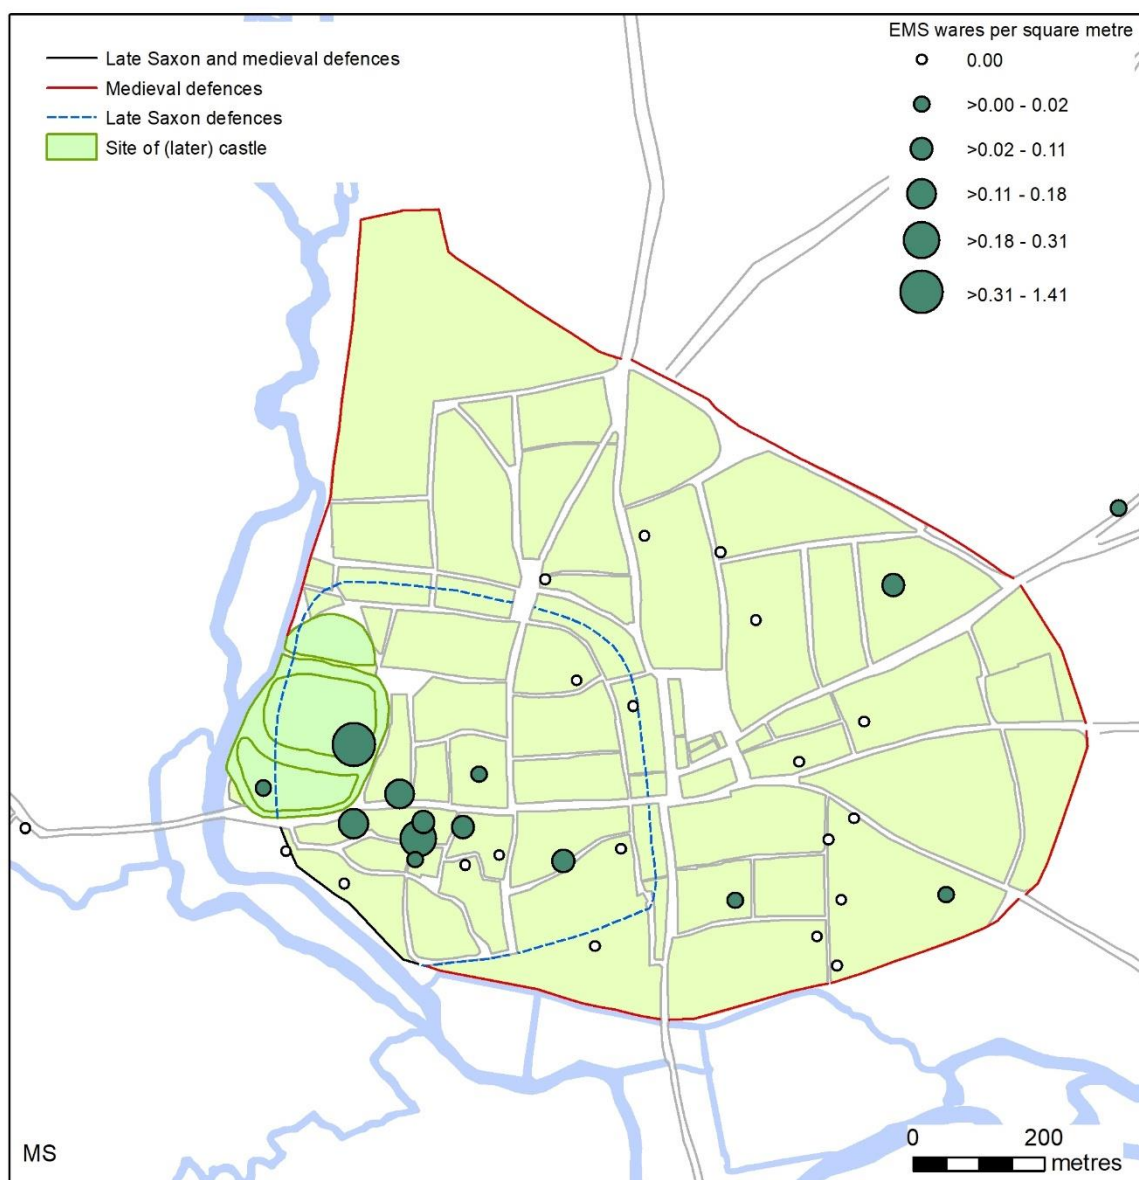 Late Saxon and medieval defences
Medieval defences
Late Saxon defences
Site of (later) castle
EMS wares per square metre
0.00
>0.00 - 0.02
>0.02 - 0.11
>0.11 - 0.18
>0.18 - 0.31
>0.31 - 1.41
MS
0 200
metres